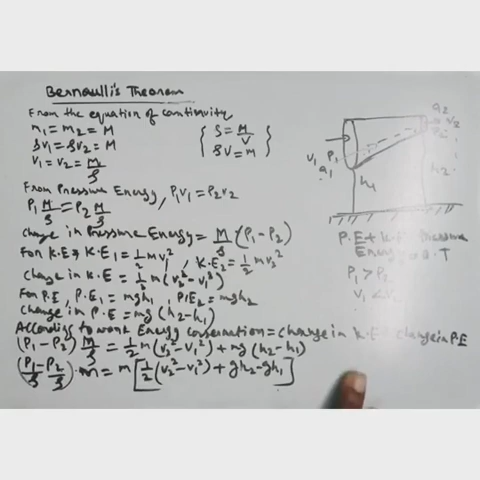 Bernaulli's Theorem
From the equation of continuity
m₁ = m₂ = M
ρv₁ = ρv₂ = M
V₁ = V₂ = M/ρ
{ ρ = M/V
ρV = m }
From Pressure Energy, P₁V₁ = P₂V₂
P₁ M/ρ = P₂ M/ρ
Change in Pressure Energy = M/ρ (P₁ - P₂)
For K.E, K.E₁ = 1/2 mv₁², K.E₂ = 1/2 mv₂²
Change in K.E = 1/2 m(v₂² - v₁²)
For P.E, P.E₁ = mgh₁, P.E₂ = mgh₂
Change in P.E = mg (h₂ - h₁)
According to work Energy conservation = Change in K.E + Change in P.E
(P₁ - P₂) M/ρ = 1/2 m (v₂² - v₁²) + mg (h₂ - h₁)
(P₁/ρ - P₂/ρ) · m = m [1/2 (v₂² - v₁²) + gh₂ - gh₁]
a₂
v₂
P₂
v₁ P₁
a₁
h₁
h₂
P.E + K.E + Pressure
Energy =
P₁ > P₂
V₁ < V₂